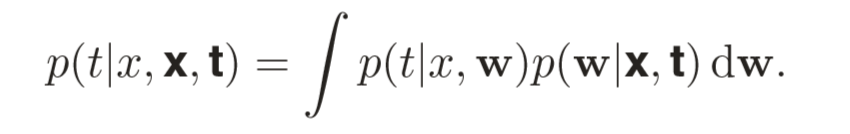 p(t|x, 𝘅, 𝘁) = ∫ p(t|x, 𝐰)p(𝐰|𝘅, 𝘁) d𝐰.